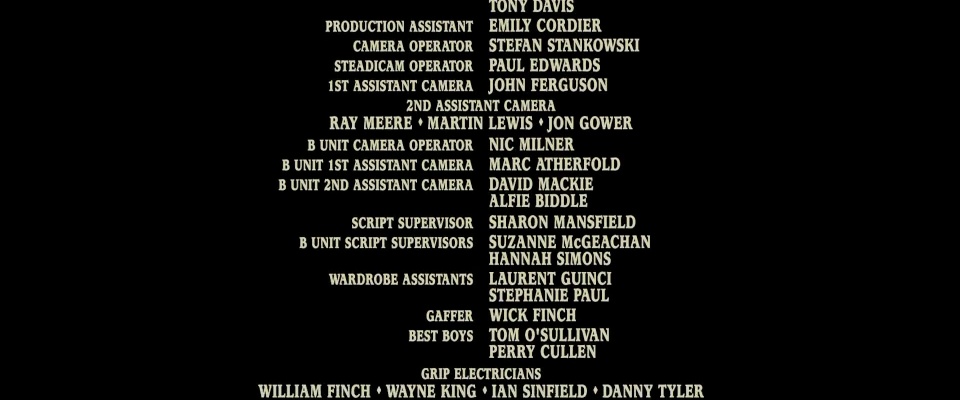 TONY DAVIS
PRODUCTION ASSISTANT EMILY CORDIER
CAMERA OPERATOR STEFAN STANKOWSKI
STEADICAM OPERATOR PAUL EDWARDS
1ST ASSISTANT CAMERA JOHN FERGUSON
2ND ASSISTANT CAMERA
RAY MEERE • MARTIN LEWIS • JON GOWER
B UNIT CAMERA OPERATOR NIC MILNER
B UNIT 1ST ASSISTANT CAMERA MARC ATHERFOLD
B UNIT 2ND ASSISTANT CAMERA DAVID MACKIE
ALFIE BIDDLE
SCRIPT SUPERVISOR SHARON MANSFIELD
B UNIT SCRIPT SUPERVISORS SUZANNE McGEACHAN
HANNAH SIMONS
WARDROBE ASSISTANTS LAURENT GUINCI
STEPHANIE PAUL
GAFFER WICK FINCH
BEST BOYS TOM O'SULLIVAN
PERRY CULLEN
GRIP ELECTRICIANS
WILLIAM FINCH • WAYNE KING • IAN SINFIELD • DANNY TYLER